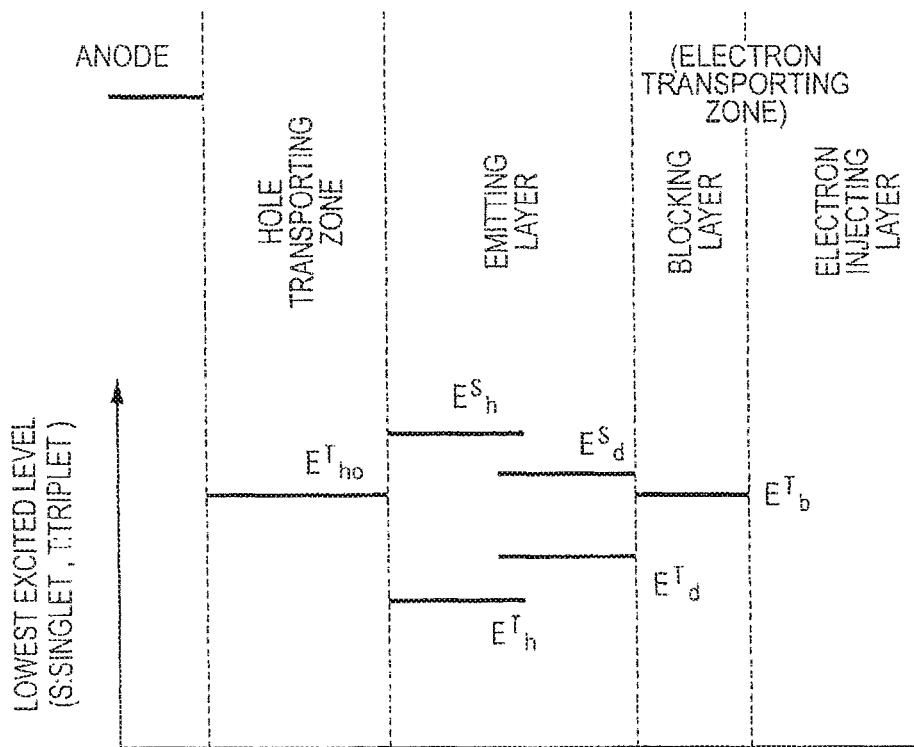 ANODE
(ELECTRON
TRANSPORTING
ZONE)
HOLE
TRANSPORTING
ZONE
EMITTING
LAYER
BLOCKING
LAYER
ELECTRON
INJECTING
LAYER
E^S_h
E^S_d
E^T_ho
E^T_b
E^T_d
E^T_h
LOWEST EXCITED LEVEL
(S:SINGLET , T:TRIPLET )